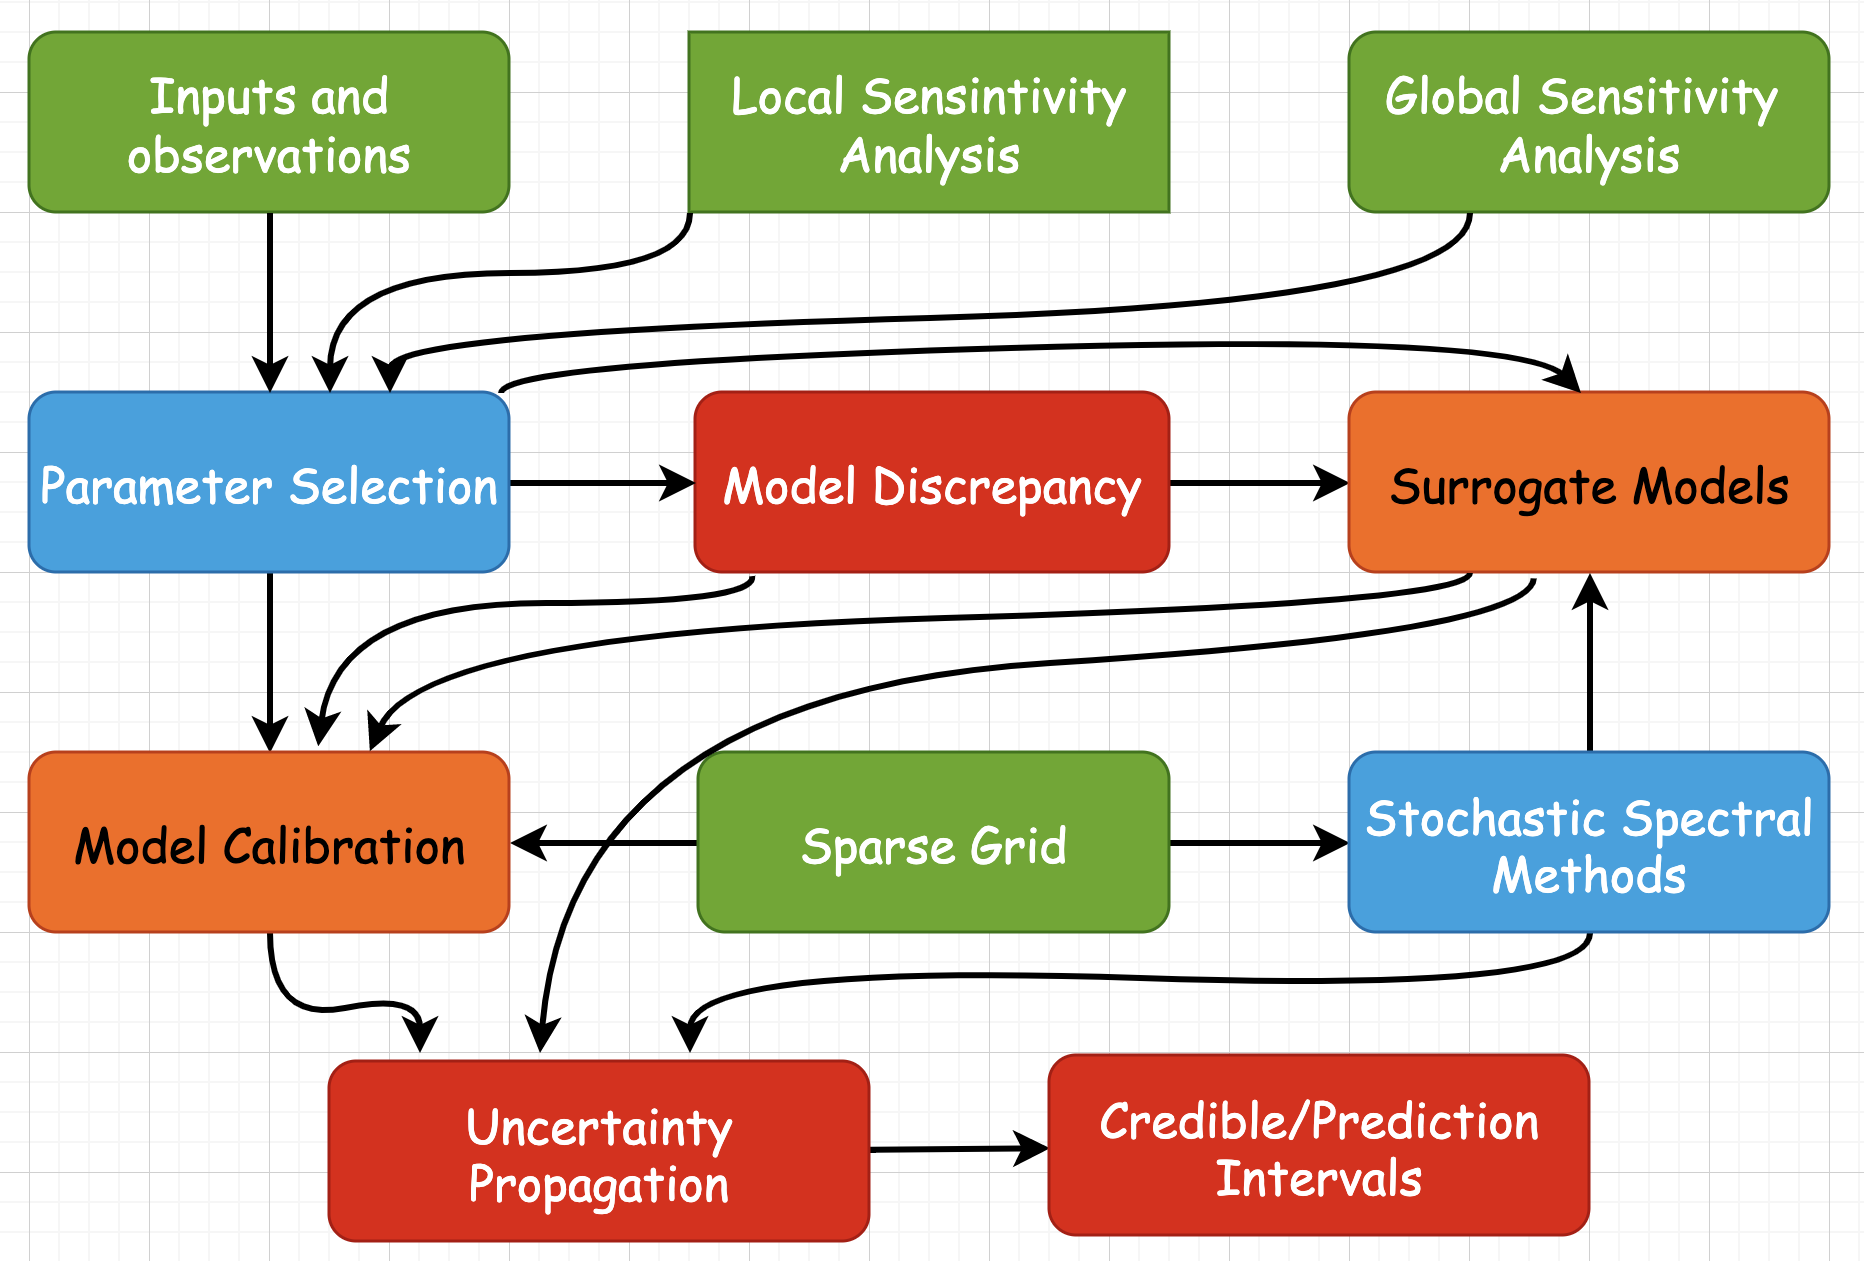 Inputs and
observations
Local Sensintivity
Analysis
Global Sensitivity
Analysis
Parameter Selection
Model Discrepancy
Surrogate Models
Model Calibration
Sparse Grid
Stochastic Spectral
Methods
Uncertainty
Propagation
Credible/Prediction
Intervals